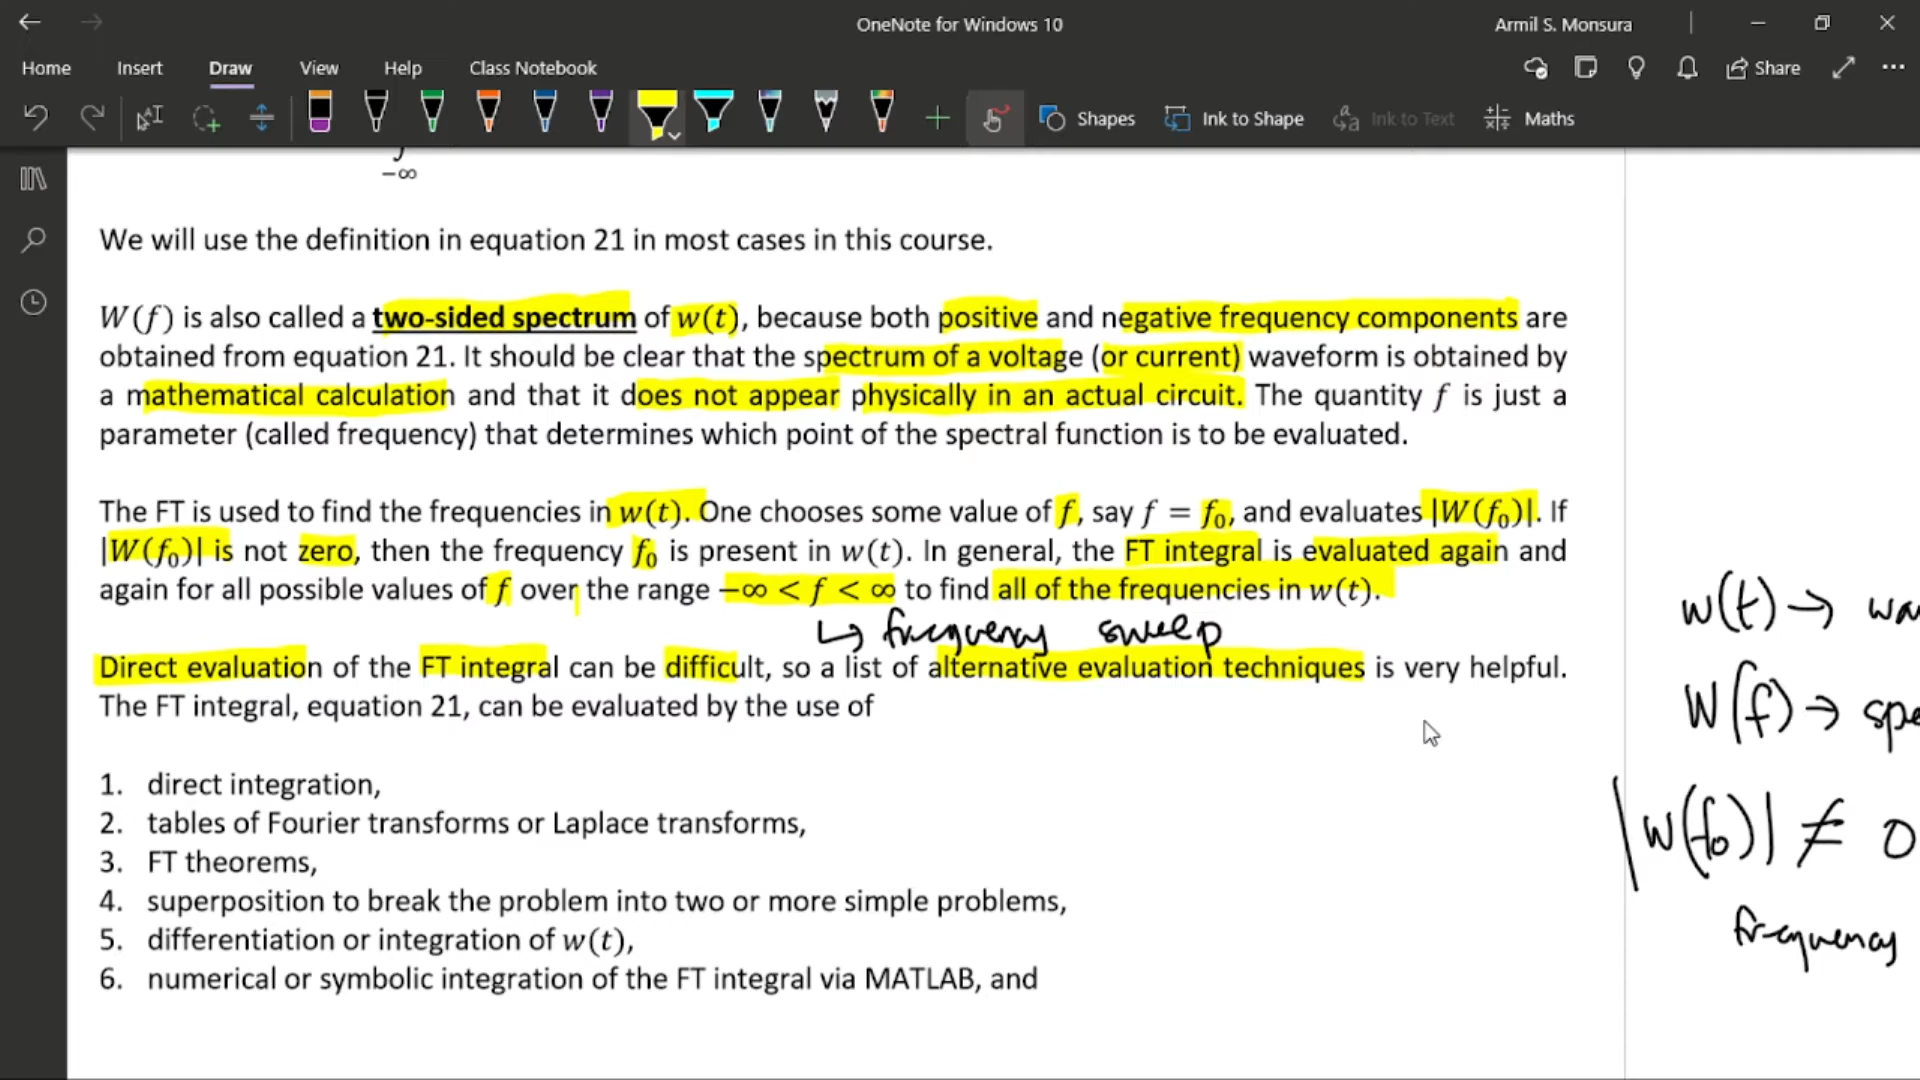 OneNote for Windows 10
Armil S. Monsura
Home Insert Draw View Help Class Notebook
Share
Shapes Ink to Shape Ink to Text Maths
−∞
We will use the definition in equation 21 in most cases in this course.
W(f) is also called a two-sided spectrum of w(t), because both positive and negative frequency components are
obtained from equation 21. It should be clear that the spectrum of a voltage (or current) waveform is obtained by
a mathematical calculation and that it does not appear physically in an actual circuit. The quantity f is just a
parameter (called frequency) that determines which point of the spectral function is to be evaluated.
The FT is used to find the frequencies in w(t). One chooses some value of f, say f = f₀, and evaluates |W(f₀)|. If
|W(f₀)| is not zero, then the frequency f₀ is present in w(t). In general, the FT integral is evaluated again and
again for all possible values of f over the range −∞ < f < ∞ to find all of the frequencies in w(t).
↳ frequency sweep
Direct evaluation of the FT integral can be difficult, so a list of alternative evaluation techniques is very helpful.
The FT integral, equation 21, can be evaluated by the use of
1. direct integration,
2. tables of Fourier transforms or Laplace transforms,
3. FT theorems,
4. superposition to break the problem into two or more simple problems,
5. differentiation or integration of w(t),
6. numerical or symbolic integration of the FT integral via MATLAB, and
w(t) →
W(f) →
|W(f₀)| ≠ 0
frequency